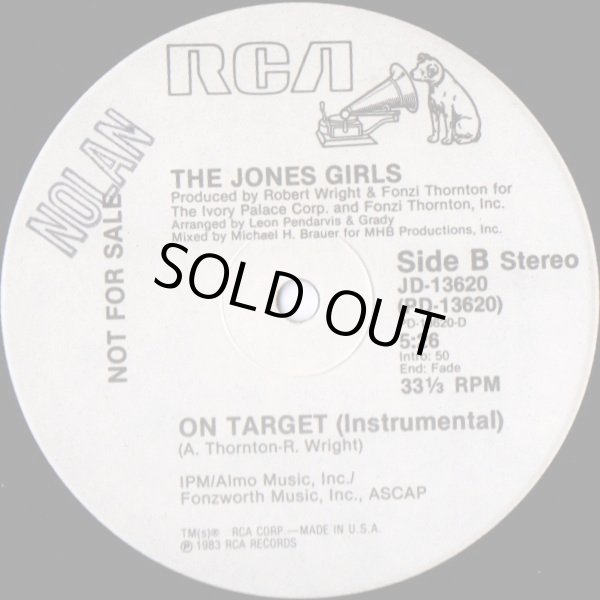 RCA
NOLAN
NOT FOR SALE
THE JONES GIRLS
Produced by Robert Wright & Fonzi Thornton for
The Ivory Palace Corp. and Fonzi Thornton, Inc.
Arranged by Leon Pendarvis & Grady
Mixed by Michael H. Brauer for MHB Productions, Inc.
Side B Stereo
JD-13620
(PD-13620)
5:26
Intro: 50
End: Fade
33⅓ RPM
SOLD OUT
ON TARGET (Instrumental)
(A. Thornton-R. Wright)
IPM/Almo Music, Inc./
Fonzworth Music, Inc., ASCAP
TM(s)® RCA CORP.—MADE IN U.S.A.
℗ 1983 RCA RECORDS